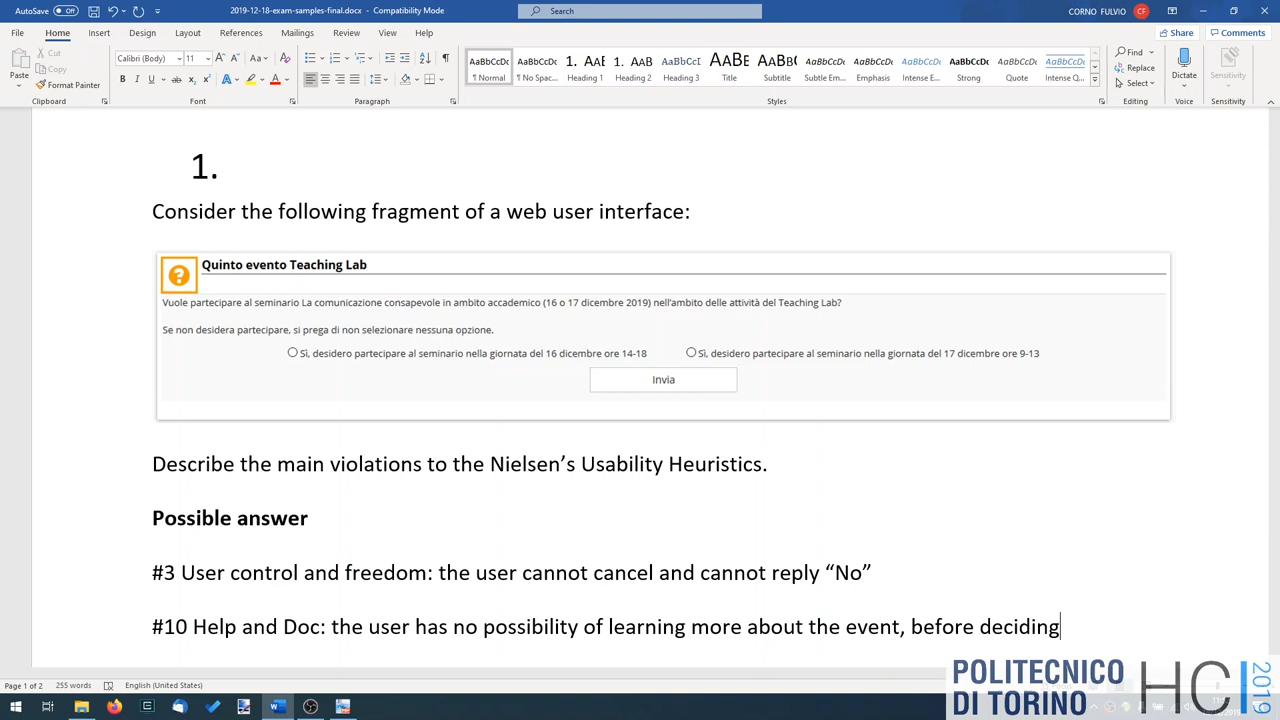 AutoSave Off 2019-12-18-exam-samples-final.docx - Compatibility Mode Search CORNO FULVIO CF
File Home Insert Design Layout References Mailings Review View Help Share Comments
Paste Cut Copy Format Painter
Clipboard
Calibri (Body) 11
Font
Paragraph
AaBbCcDc AaBbCcDc 1. AaE 1. AAB AaBbCcD AaBb AaBbCcD AaBbCcDc AaBbCcDc AaBbCcDc AaBbCcDc AaBbCcDc AaBbCcDc
¶ Normal ¶ No Spac... Heading 1 Heading 2 Heading 3 Title Subtitle Subtle Em... Emphasis Intense E... Strong Quote Intense Q...
Styles
Find
Replace
Select
Editing
Dictate
Voice
Sensitivity
Sensitivity
1.
Consider the following fragment of a web user interface:
? Quinto evento Teaching Lab
Vuole partecipare al seminario La comunicazione consapevole in ambito accademico (16 o 17 dicembre 2019) nell'ambito delle attività del Teaching Lab?
Se non desidera partecipare, si prega di non selezionare nessuna opzione.
Sì, desidero partecipare al seminario nella giornata del 16 dicembre ore 14-18 Sì, desidero partecipare al seminario nella giornata del 17 dicembre ore 9-13
Invia
Describe the main violations to the Nielsen’s Usability Heuristics.
Possible answer
#3 User control and freedom: the user cannot cancel and cannot reply “No”
#10 Help and Doc: the user has no possibility of learning more about the event, before deciding
POLITECNICO
DI TORINO
HCI
2019
Page 1 of 2 255 words English (United States)